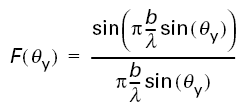 F(θy) = sin(π b/λ sin(θy)) / π b/λ sin(θy)